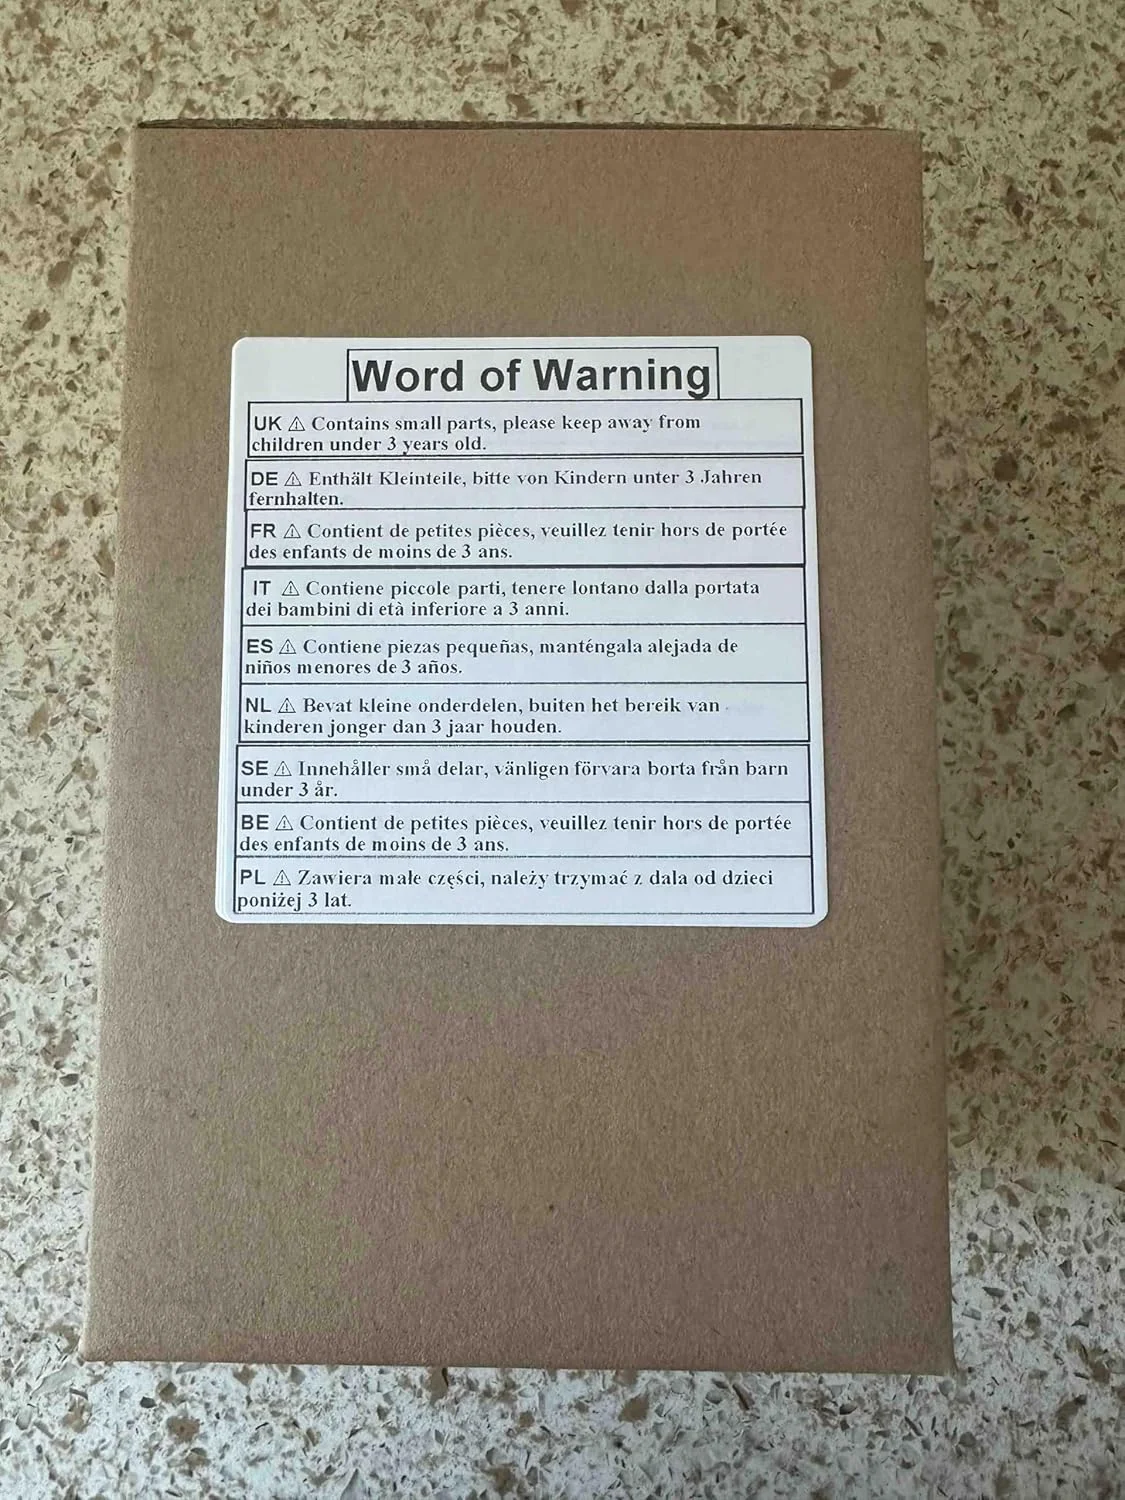 Word of Warning
UK ⚠ Contains small parts, please keep away from
children under 3 years old.
DE ⚠ Enthält Kleinteile, bitte von Kindern unter 3 Jahren
fernhalten.
FR ⚠ Contient de petites pièces, veuillez tenir hors de portée
des enfants de moins de 3 ans.
IT ⚠ Contiene piccole parti, tenere lontano dalla portata
dei bambini di età inferiore a 3 anni.
ES ⚠ Contiene piezas pequeñas, manténgala alejada de
niños menores de 3 años.
NL ⚠ Bevat kleine onderdelen, buiten het bereik van
kinderen jonger dan 3 jaar houden.
SE ⚠ Innehåller små delar, vänligen förvara borta från barn
under 3 år.
BE ⚠ Contient de petites pièces, veuillez tenir hors de portée
des enfants de moins de 3 ans.
PL ⚠ Zawiera małe części, należy trzymać z dala od dzieci
poniżej 3 lat.